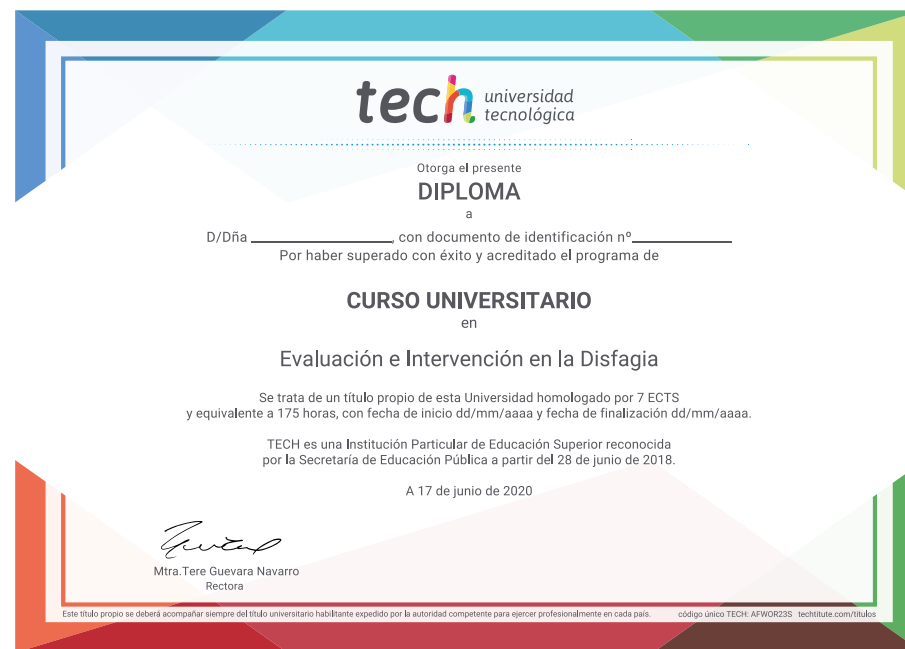 tech universidad
tecnológica
Otorga el presente
DIPLOMA
a
D/Dña ____________________, con documento de identificación nº______________
Por haber superado con éxito y acreditado el programa de
CURSO UNIVERSITARIO
en
Evaluación e Intervención en la Disfagia
Se trata de un título propio de esta Universidad homologado por 7 ECTS
y equivalente a 175 horas, con fecha de inicio dd/mm/aaaa y fecha de finalización dd/mm/aaaa.
TECH es una Institución Particular de Educación Superior reconocida
por la Secretaría de Educación Pública a partir del 28 de junio de 2018.
A 17 de junio de 2020
Mtra.Tere Guevara Navarro
Rectora
Este título propio se deberá acompañar siempre del título universitario habilitante expedido por la autoridad competente para ejercer profesionalmente en cada país. código único TECH: AFWOR23S techtitute.com/titulos